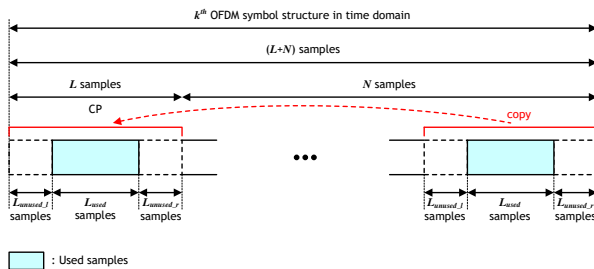 kth OFDM symbol structure in time domain
(L+N) samples
L samples
N samples
CP
copy
•••
Lunused_l Lused Lunused_r Lunused_l Lused Lunused_r
samples samples samples samples samples samples
: Used samples